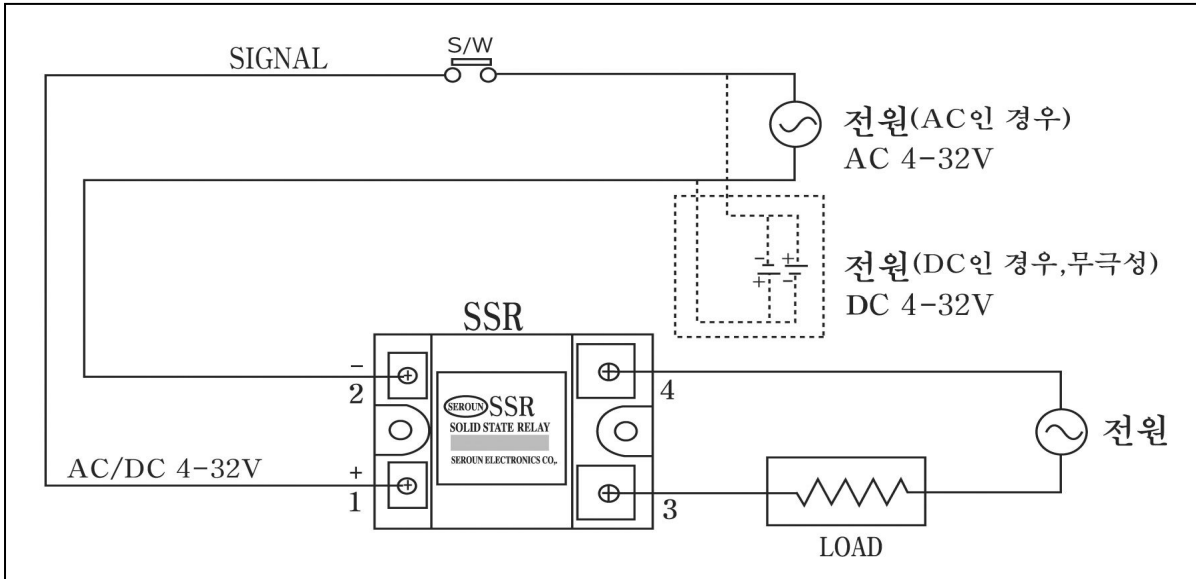 SIGNAL
S/W
전원(AC인 경우)
AC 4-32V
전원(DC인 경우,무극성)
DC 4-32V
- +
+ -
SSR
-
2
4
SEROUN SSR
SOLID STATE RELAY
SEROUN ELECTRONICS CO,.
전원
AC/DC 4-32V
+
1
3
LOAD